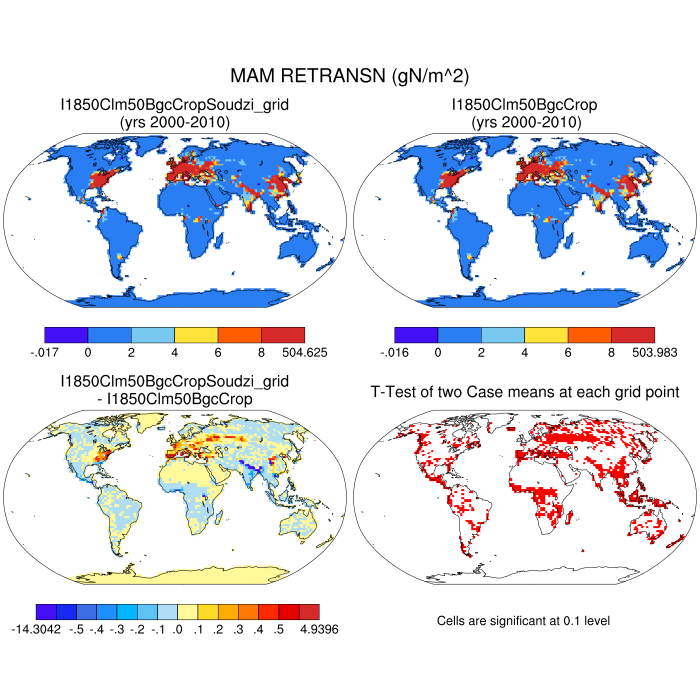 MAM RETRANSN (gN/m^2)
I1850Clm50BgcCropSoudzi_grid
(yrs 2000-2010)
I1850Clm50BgcCrop
(yrs 2000-2010)
-.017 0 2 4 6 8 504.625
-.016 0 2 4 6 8 503.983
I1850Clm50BgcCropSoudzi_grid
- I1850Clm50BgcCrop
T-Test of two Case means at each grid point
-14.3042 -.5 -.4 -.3 -.2 -.1 .0 .1 .2 .3 .4 .5 4.9396
Cells are significant at 0.1 level